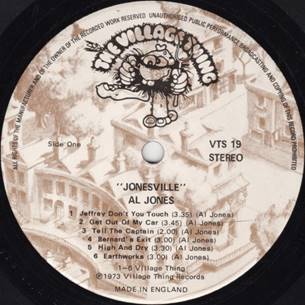 ALL RIGHTS OF THE MANUFACTURER AND OF THE OWNER OF THE RECORDED WORK RESERVED UNAUTHORISED PUBLIC PERFORMANCE BROADCASTING AND COPYING OF THIS RECORD PROHIBITED
THE VILLAGE THING
Side One
VTS 19
STEREO
"JONESVILLE"
AL JONES
1 Jeffrey Don't You Touch (3.35) (Al Jones)
2 Get Out Of My Car (3.45) (Al Jones)
3 Tell The Captain (2.00) (Al Jones)
4 Bernard's Exit (3.00) (Al Jones)
5 High And Dry (3.30) (Al Jones)
6 Earthworks (3.40) (Al Jones)
1-6 Village Thing
℗1973 Village Thing Records
MADE IN ENGLAND